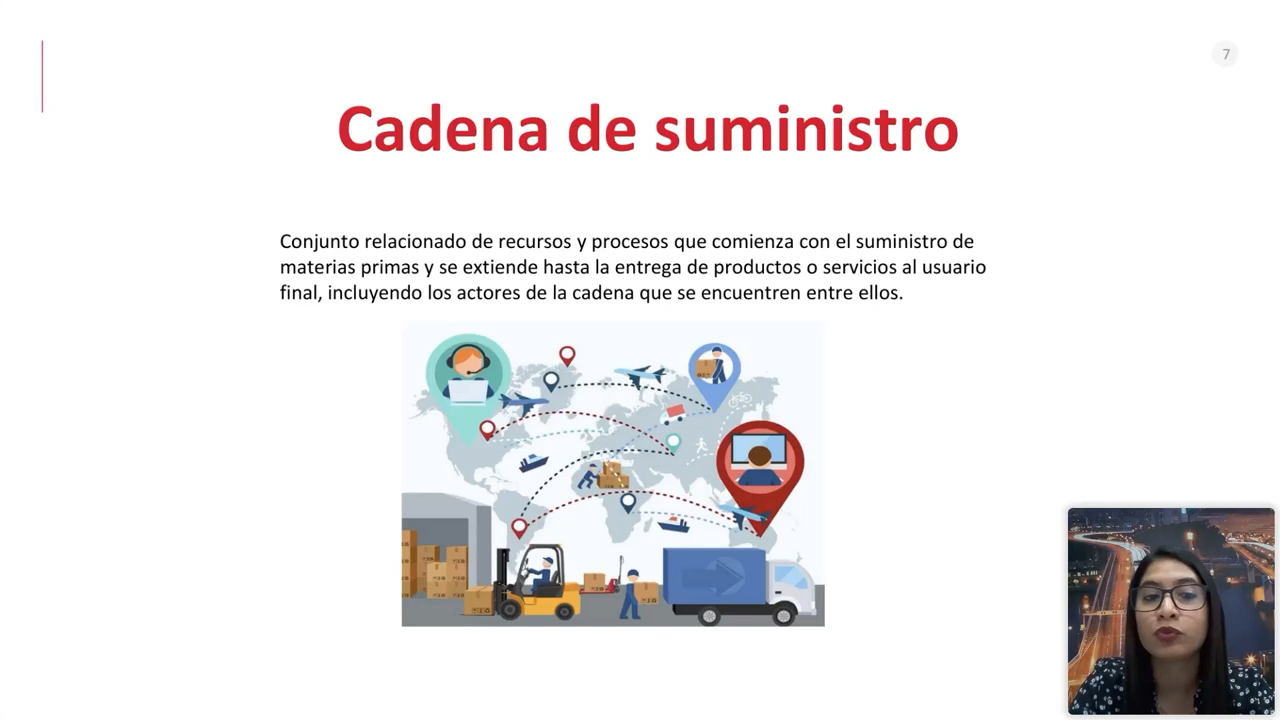 7
Cadena de suministro
Conjunto relacionado de recursos y procesos que comienza con el suministro de
materias primas y se extiende hasta la entrega de productos o servicios al usuario
final, incluyendo los actores de la cadena que se encuentren entre ellos.